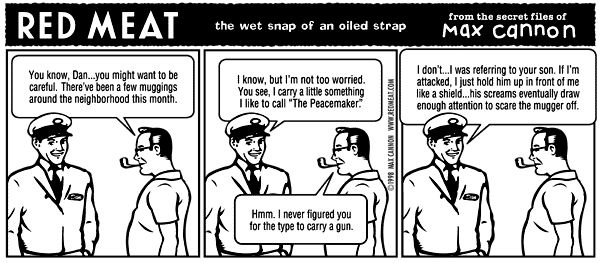 RED MEAT
the wet snap of an oiled strap
from the secret files of
Max cannon
You know, Dan...you might want to be
careful. There've been a few muggings
around the neighborhood this month.
I know, but I'm not too worried.
You see, I carry a little something
I like to call "The Peacemaker."
Hmm. I never figured you
for the type to carry a gun.
©1998 MAX CANNON WWW.REDMEAT.COM
I don't...I was referring to your son. If I'm
attacked, I just hold him up in front of me
like a shield...his screams eventually draw
enough attention to scare the mugger off.